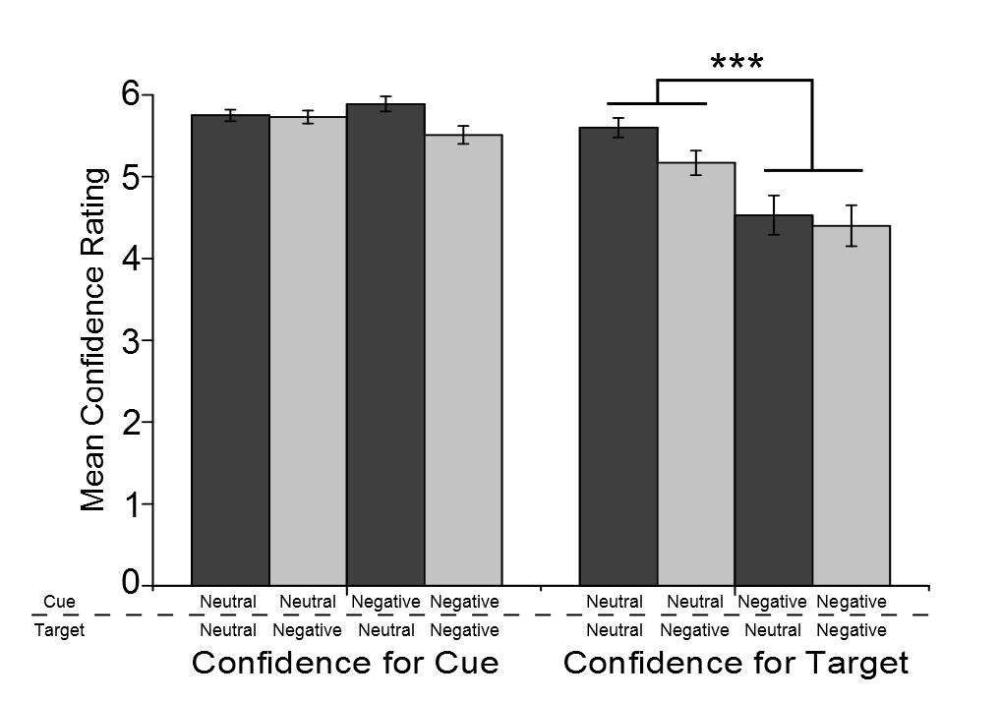 ***
6
5
4
3
2
1
0
Mean Confidence Rating
Cue Neutral Neutral Negative Negative Neutral Neutral Negative Negative
Target Neutral Negative Neutral Negative Neutral Negative Neutral Negative
Confidence for Cue Confidence for Target